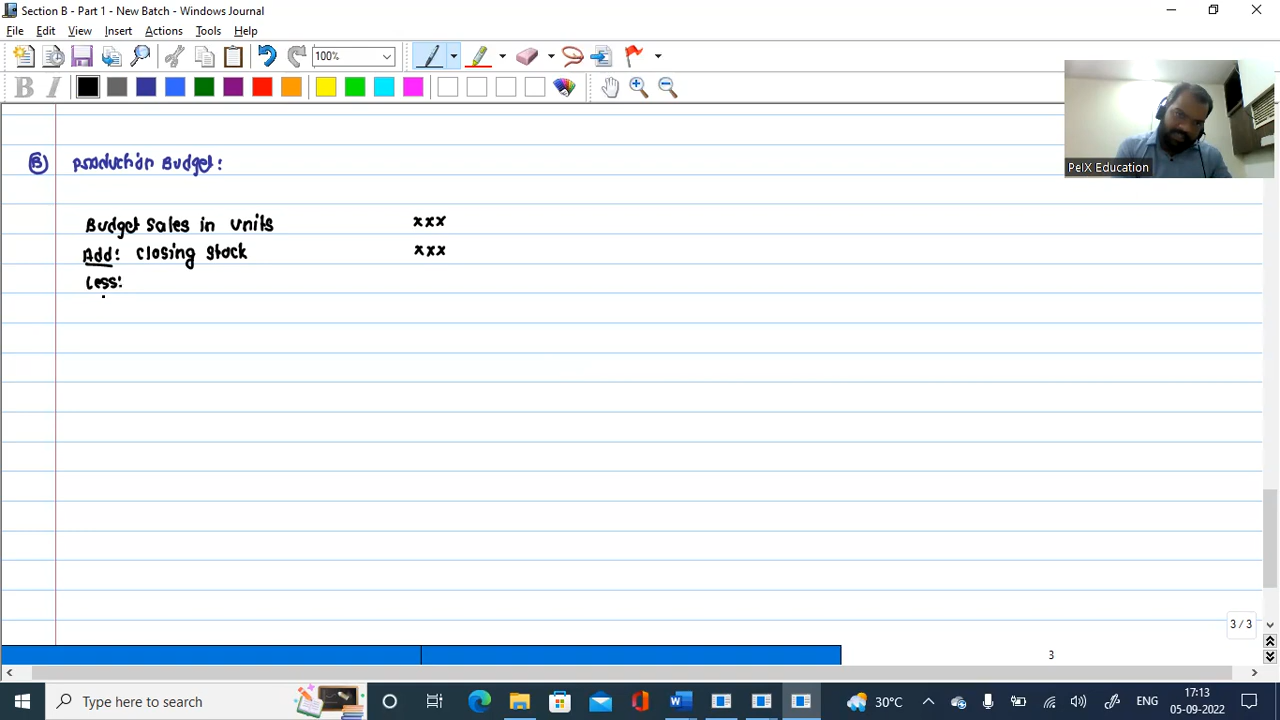 Section B - Part 1 - New Batch - Windows Journal
File Edit View Insert Actions Tools Help
100%
B I
PelX Education
B Production Budget:
Budget Sales in units xxx
Add: Closing Stock xxx
Less:
3 / 3
3
Type here to search
30°C
ENG
17:13
05-09-2022